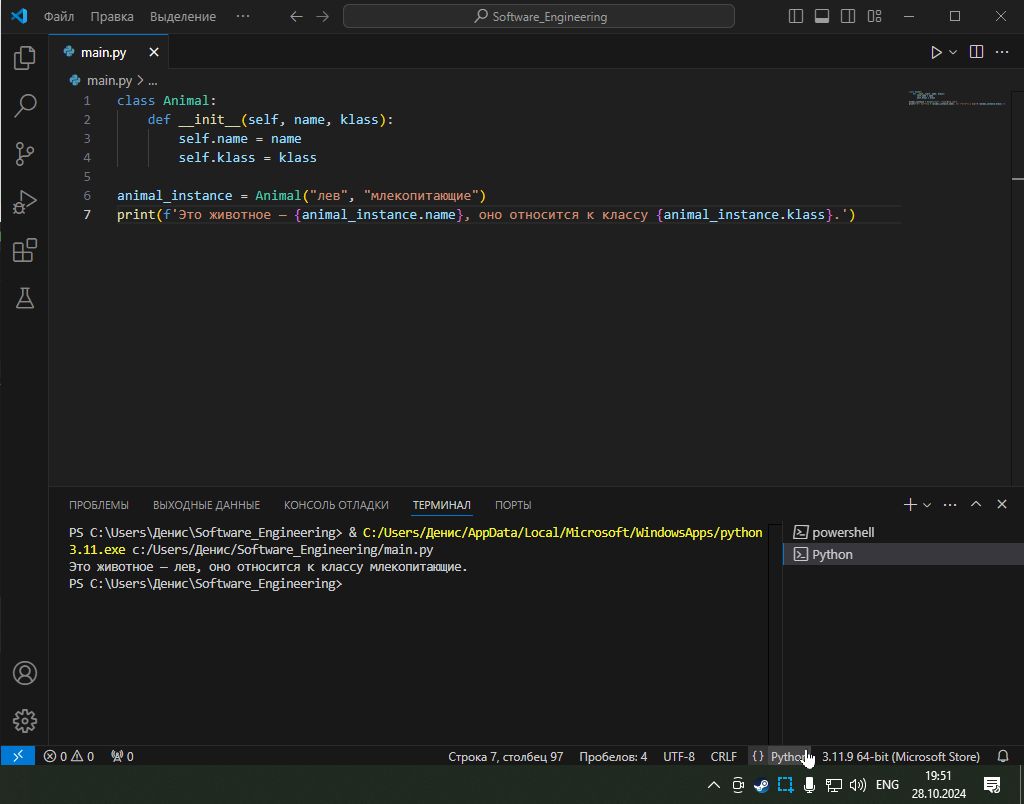 Файл Правка Выделение ··· Software_Engineering
main.py
main.py > ...
1 class Animal:
2 def __init__(self, name, klass):
3 self.name = name
4 self.klass = klass
5
6 animal_instance = Animal("лев", "млекопитающие")
7 print(f'Это животное — {animal_instance.name}, оно относится к классу {animal_instance.klass}.')
ПРОБЛЕМЫ ВЫХОДНЫЕ ДАННЫЕ КОНСОЛЬ ОТЛАДКИ ТЕРМИНАЛ ПОРТЫ
PS C:\Users\Денис\Software_Engineering> & C:/Users/Денис/AppData/Local/Microsoft/WindowsApps/python
3.11.exe c:/Users/Денис/Software_Engineering/main.py
Это животное — лев, оно относится к классу млекопитающие.
PS C:\Users\Денис\Software_Engineering>
powershell
Python
0 0 0 Строка 7, столбец 97 Пробелов: 4 UTF-8 CRLF { } Python 3.11.9 64-bit (Microsoft Store)
ENG
19:51
28.10.2024